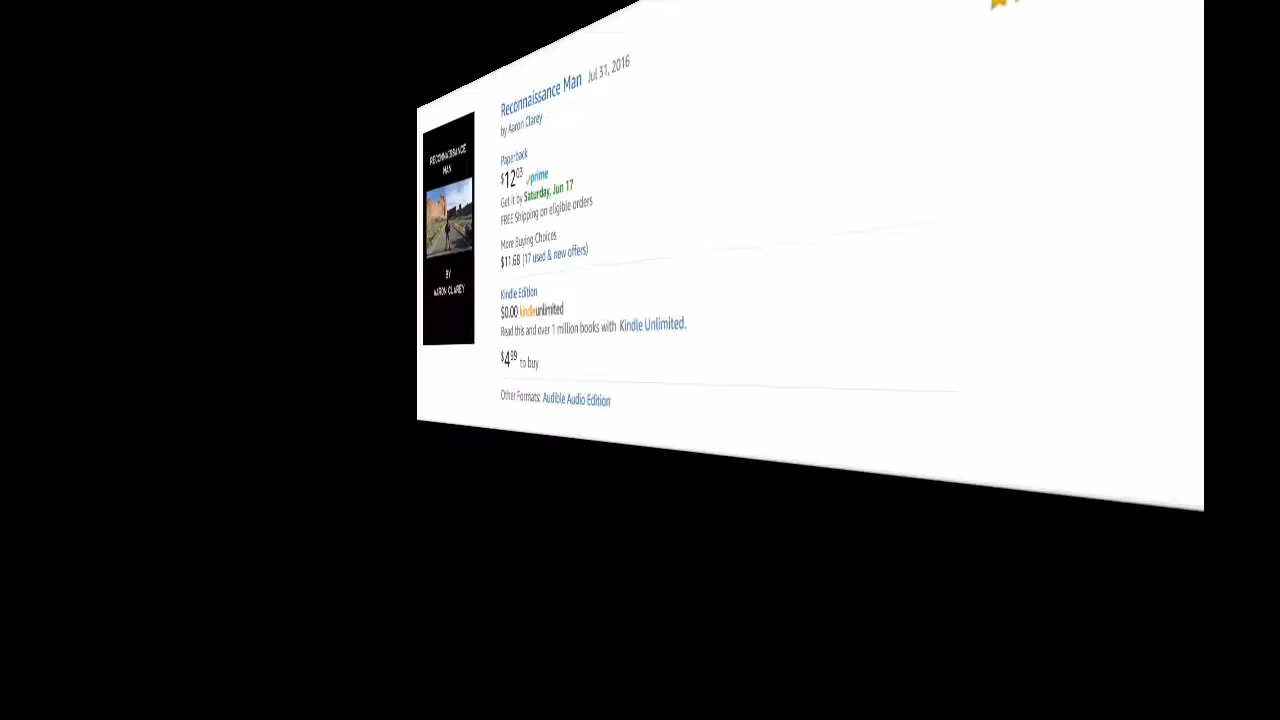 Reconnaissance Man Jul 31, 2016
by Aaron Clarey
RECONNAISSANCE
MAN
BY
AARON CLAREY
Paperback
$12 03 prime
Get it by Saturday, Jun 17
FREE Shipping on eligible orders
More Buying Choices
$11.68 (17 used & new offers)
Kindle Edition
$0.00 kindleunlimited
Read this and over 1 million books with Kindle Unlimited.
$4 99 to buy
Other Formats: Audible Audio Edition